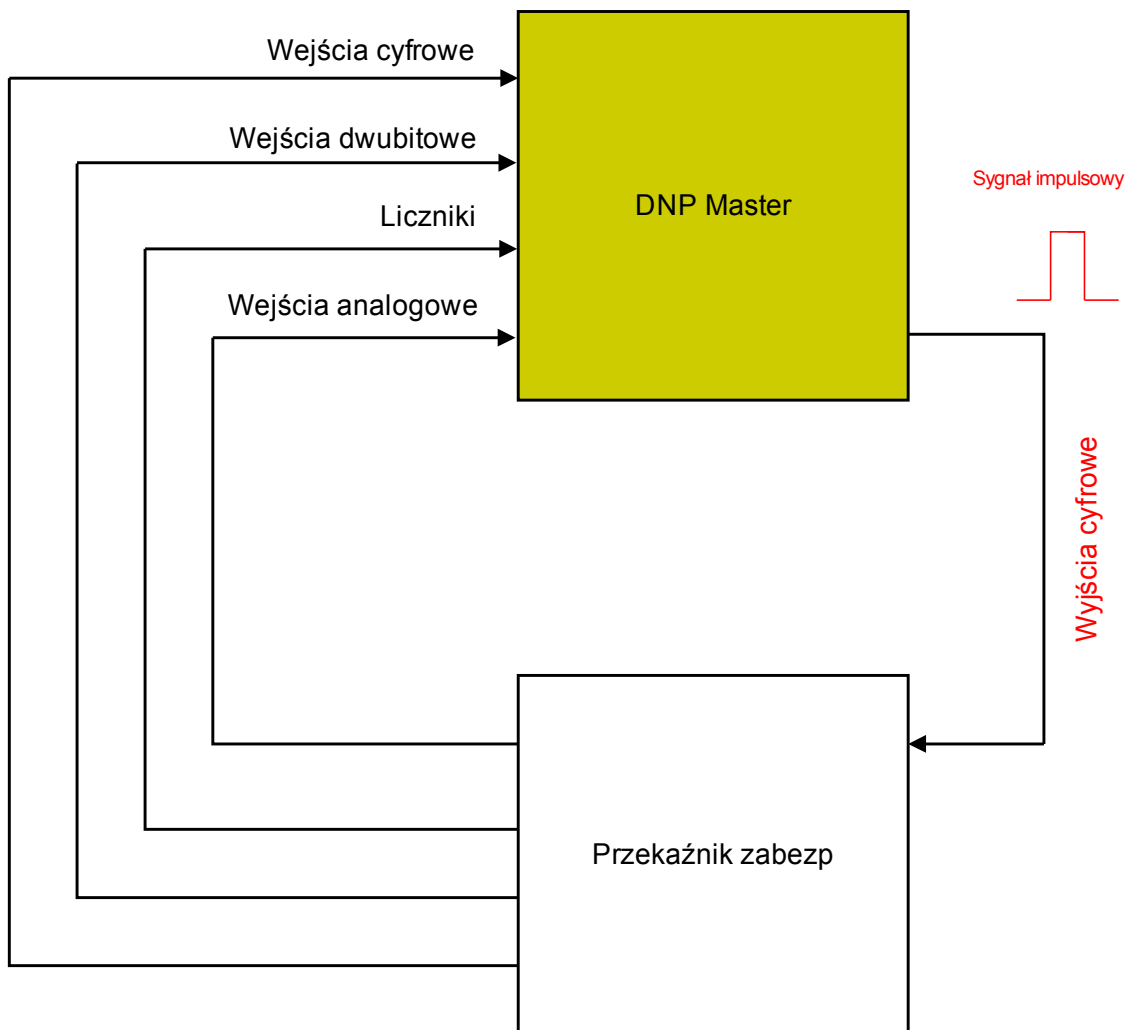 Wejścia cyfrowe
Wejścia dwubitowe
Liczniki
Wejścia analogowe
DNP Master
Sygnał impulsowy
Wyjścia cyfrowe
Przekaźnik zabezp